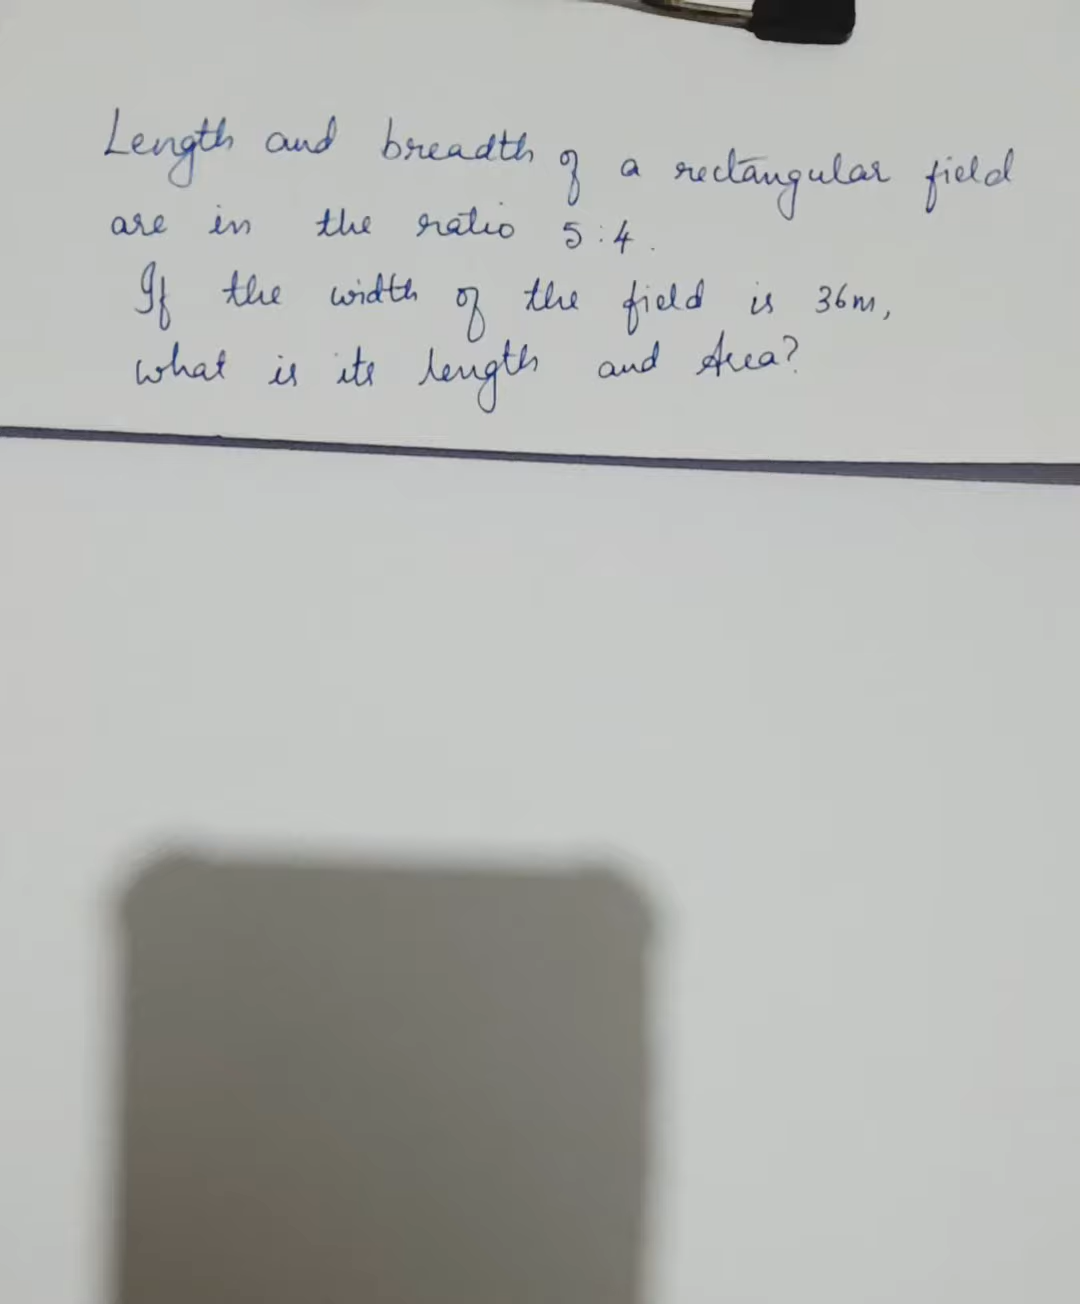 Length and breadth of a rectangular field
are in the ratio 5:4.
If the width of the field is 36m,
what is its length and Area?